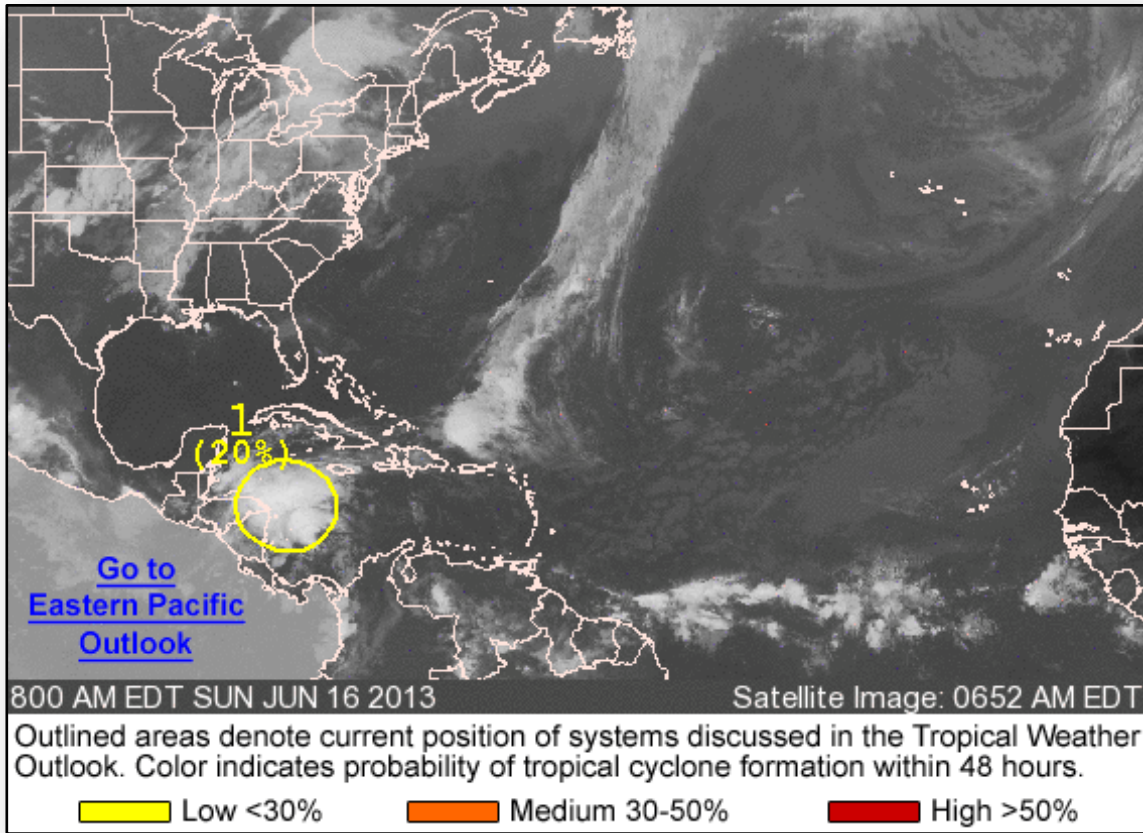 1
(20%)
Go to
Eastern Pacific
Outlook
800 AM EDT SUN JUN 16 2013
Satellite Image: 0652 AM EDT
Outlined areas denote current position of systems discussed in the Tropical Weather
Outlook. Color indicates probability of tropical cyclone formation within 48 hours.
Low <30%
Medium 30-50%
High >50%